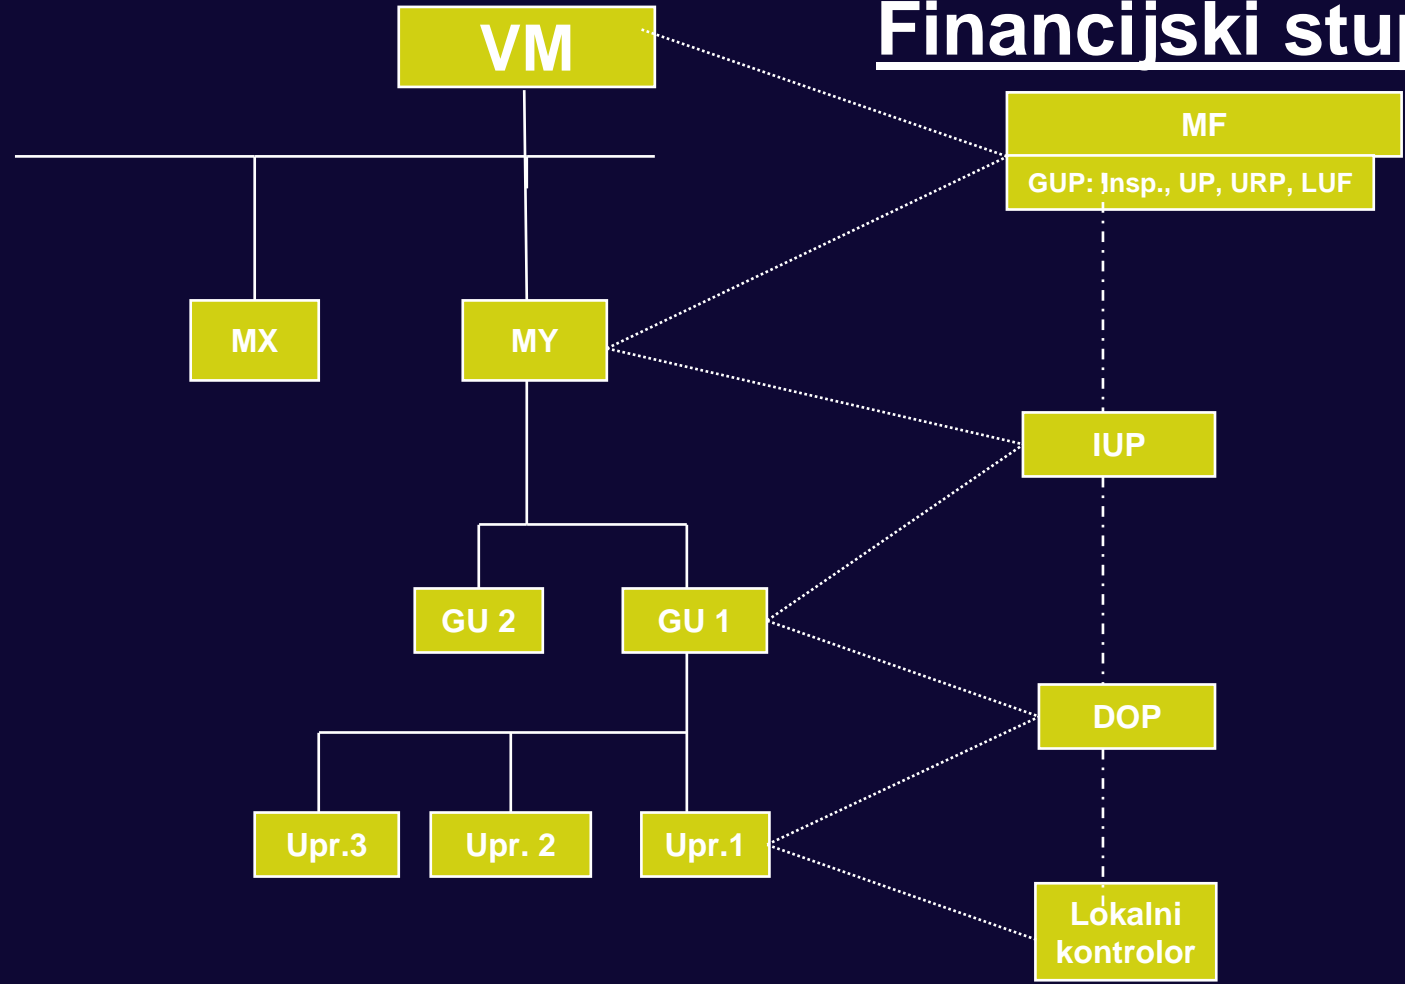 VM
Financijski stu
MF
GUP: Insp., UP, URP, LUF
MX
MY
IUP
GU 2
GU 1
DOP
Upr.3
Upr. 2
Upr.1
Lokalni
kontrolor